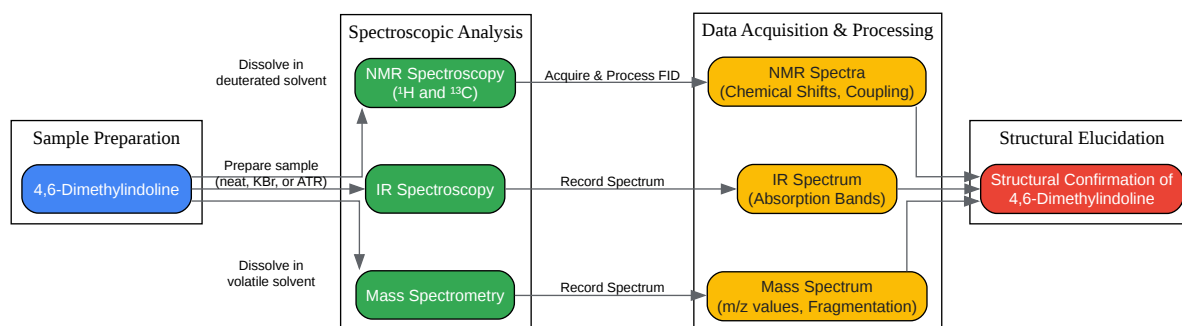 Sample Preparation
4,6-Dimethylindoline
Dissolve in
deuterated solvent
Prepare sample
(neat, KBr, or ATR)
Dissolve in
volatile solvent
Spectroscopic Analysis
NMR Spectroscopy
(¹H and ¹³C)
IR Spectroscopy
Mass Spectrometry
Acquire & Process FID
Record Spectrum
Record Spectrum
Data Acquisition & Processing
NMR Spectra
(Chemical Shifts, Coupling)
IR Spectrum
(Absorption Bands)
Mass Spectrum
(m/z values, Fragmentation)
Structural Elucidation
Structural Confirmation of
4,6-Dimethylindoline